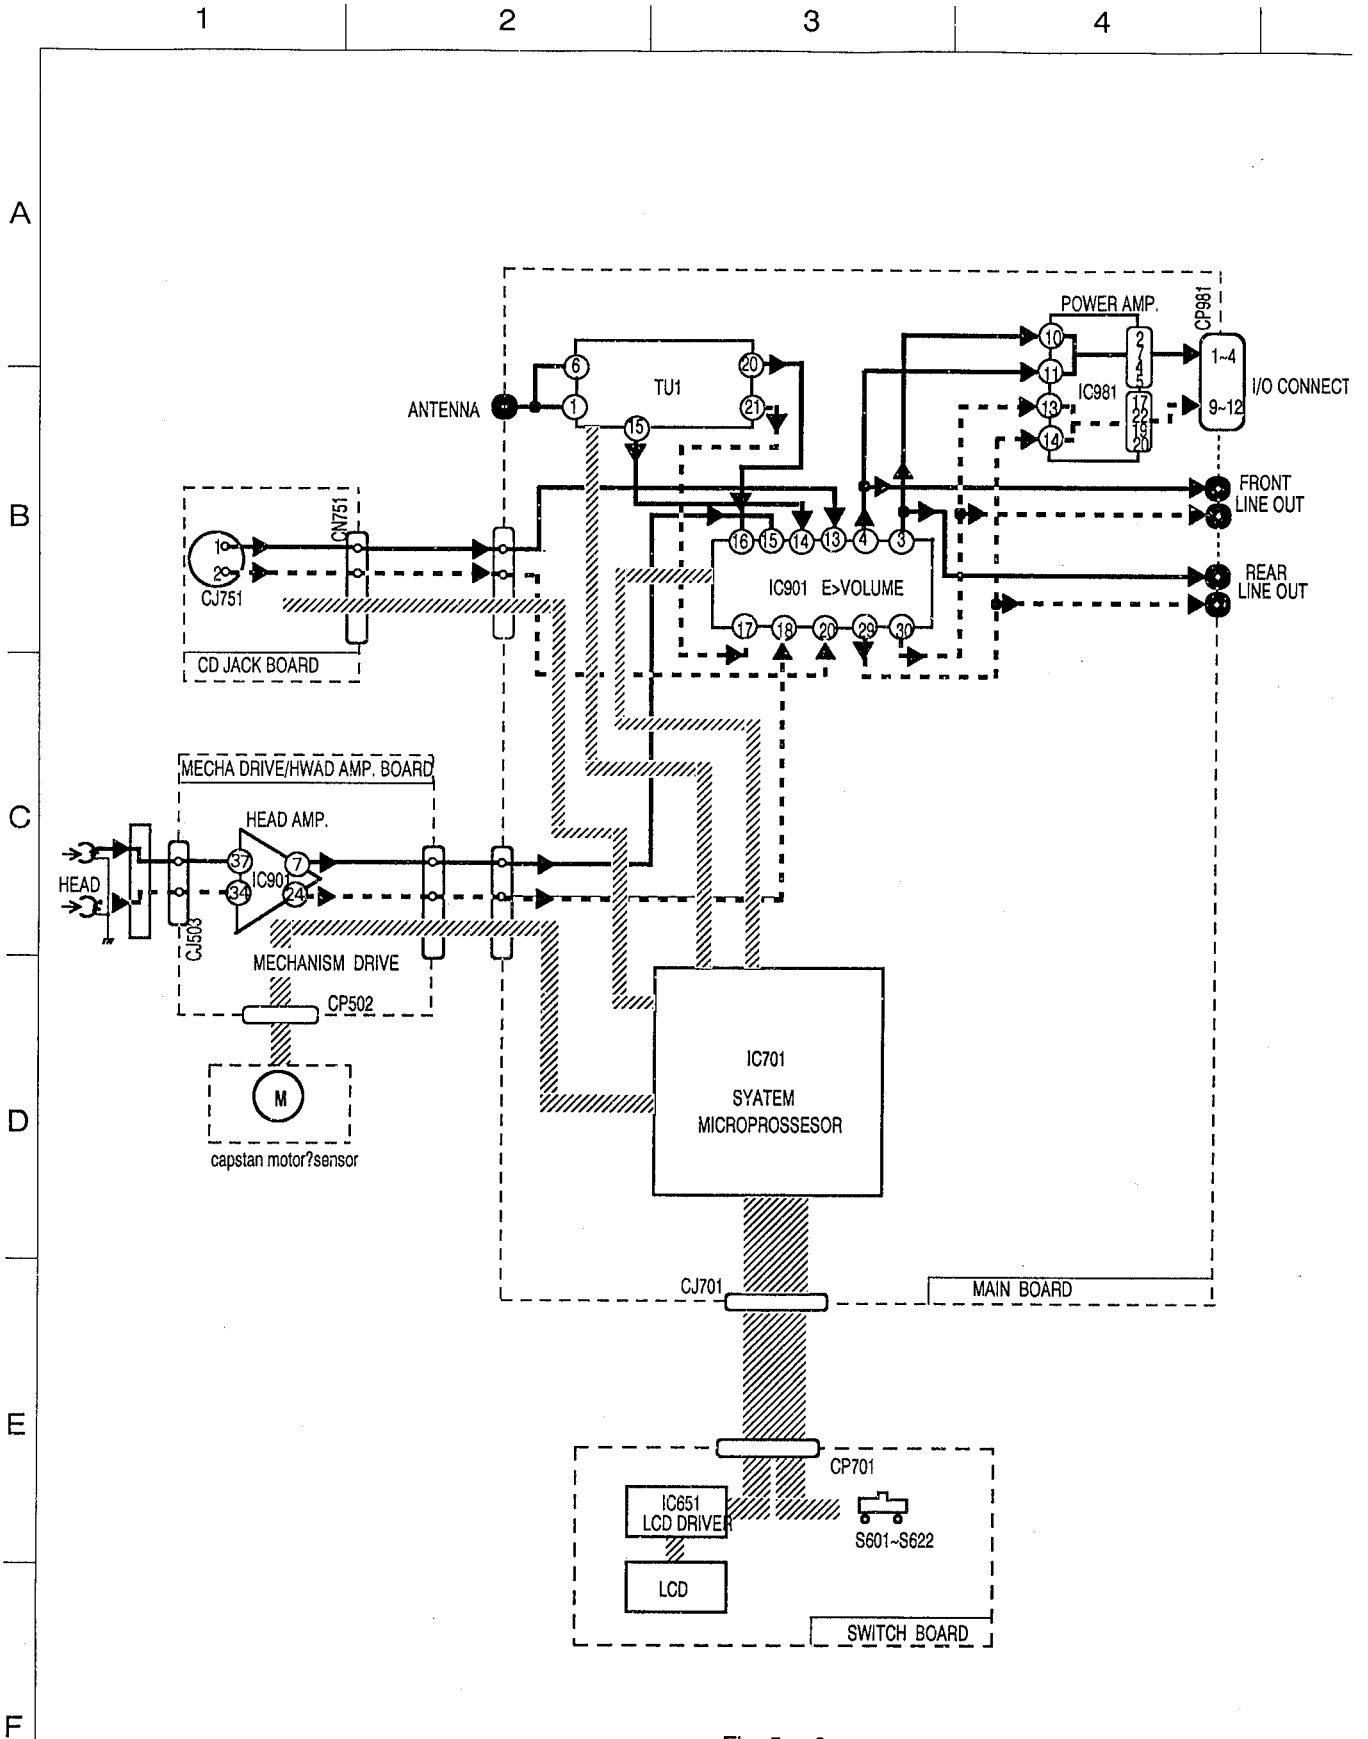 1 2 3 4
A
POWER AMP.
CP981
10
2
7
4
5
1~4
6
20
TU1
11
IC981
I/O CONNECT
ANTENNA
1
21
13
17
22
19
20
9~12
15
14
B
CN751
FRONT
LINE OUT
1
2
CJ751
16 15 14 13 4 3
IC901 E>VOLUME
17 18 20 29 30
REAR
LINE OUT
CD JACK BOARD
MECHA DRIVE/HWAD AMP. BOARD
C
HEAD AMP.
37
7
HEAD
IC901
34
24
CJ503
MECHANISM DRIVE
CP502
IC701
SYATEM
MICROPROSSESOR
D
M
capstan motor?sensor
CJ701
MAIN BOARD
E
CP701
IC651
LCD DRIVER
S601~S622
LCD
SWITCH BOARD
F